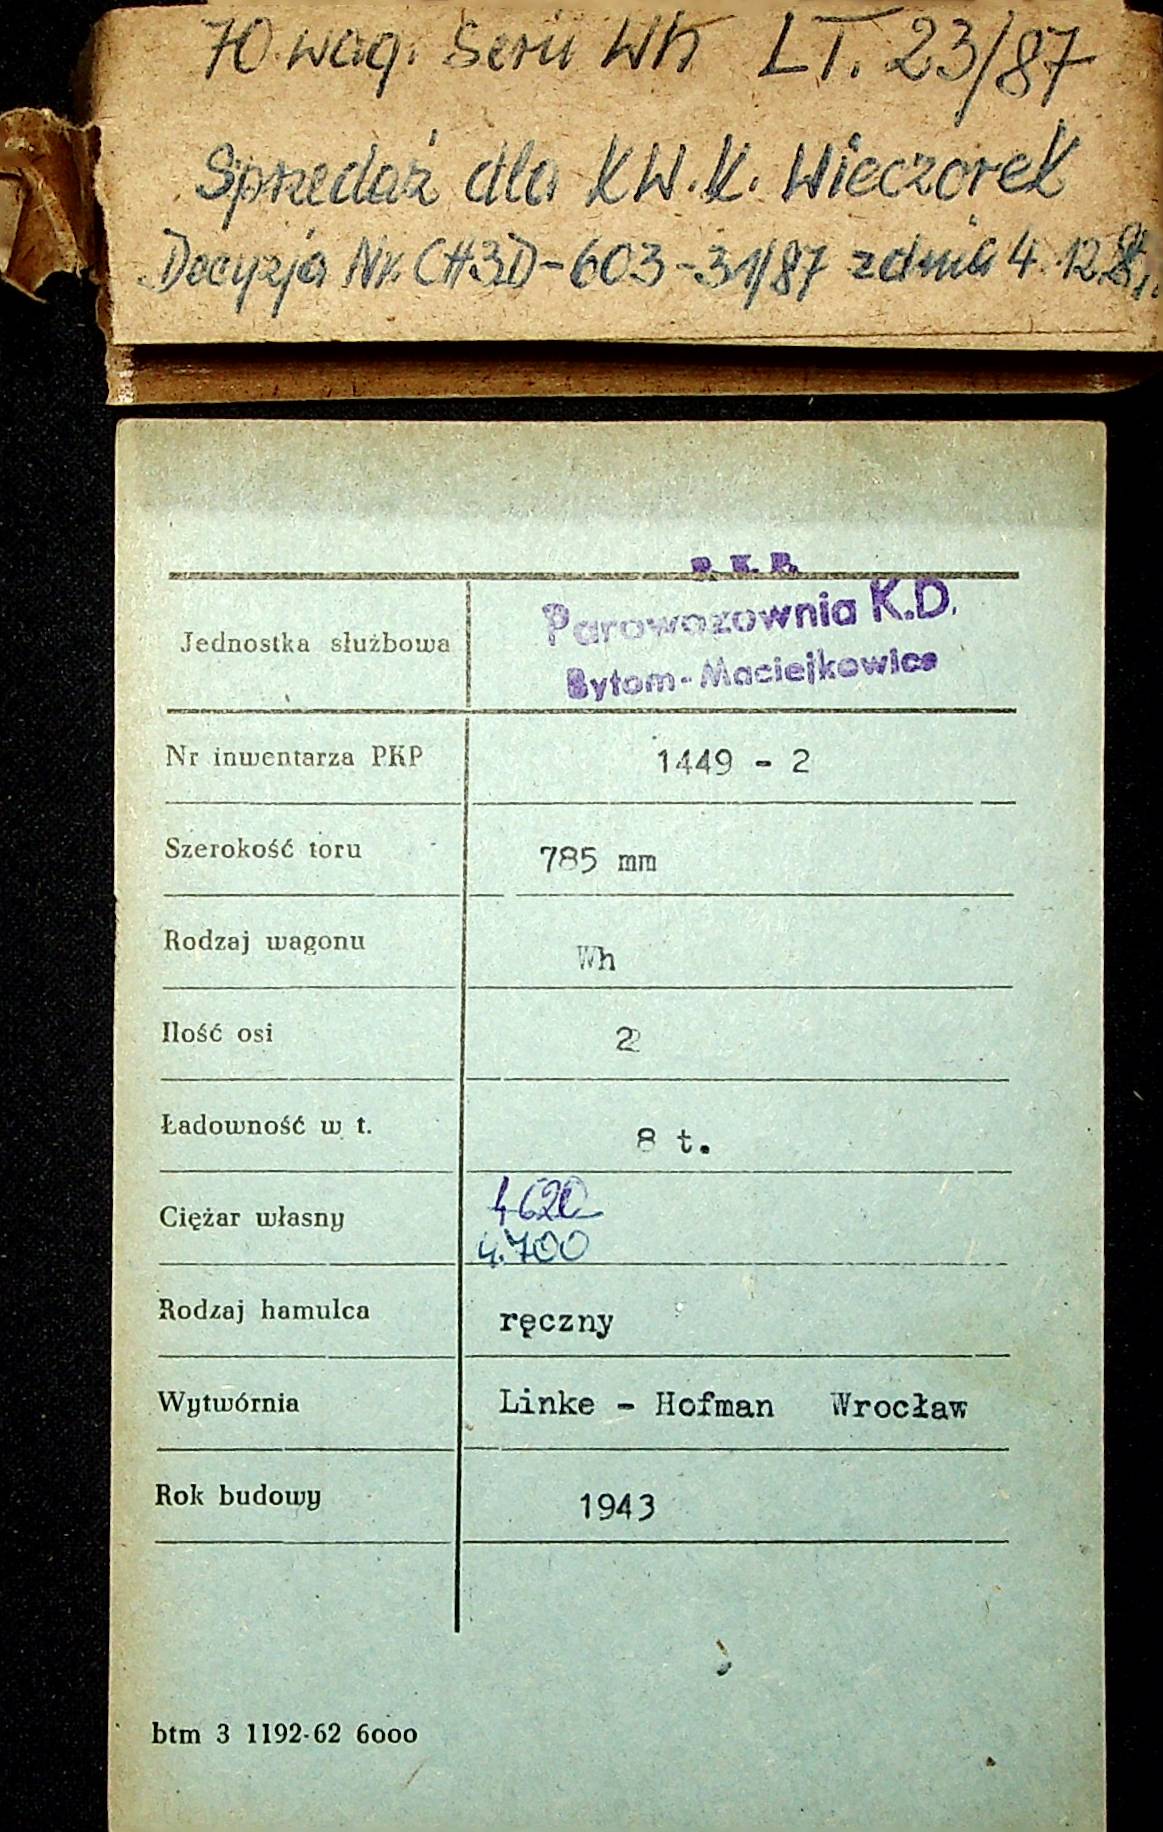 70 wag. Serii Wh LT. 23/87
Sprzedaż dla KW.K. Wieczorek
Decyzja Nr. CH3D-603-31/87 z dnia 4.12.87r.
P. K. P.
Parowozownia K.D.
Jednostka służbowa
Bytom-Maciejkowice
Nr inwentarza PKP 1449 - 2
Szerokość toru 785 mm
Rodzaj wagonu Wh
Ilość osi 2
Ładowność w t. 8 t.
Ciężar własny 4620
4.700
Rodzaj hamulca ręczny
Wytwórnia Linke - Hofman Wrocław
Rok budowy 1943
btm 3 1192-62 6000